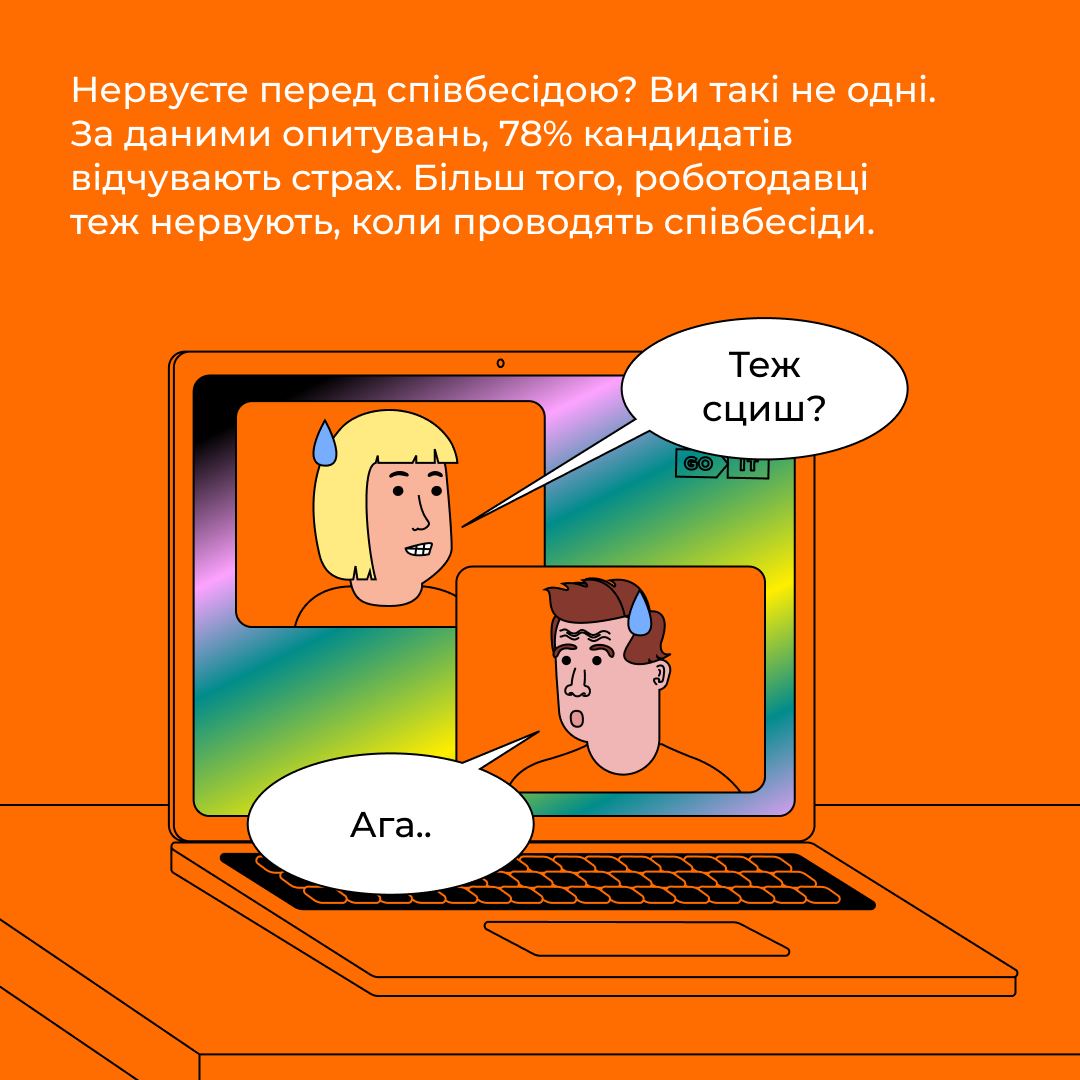 Нервуєте перед співбесідою? Ви такі не одні.
За даними опитувань, 78% кандидатів
відчувають страх. Більш того, роботодавці
теж нервують, коли проводять співбесіди.
Теж
сциш?
GO IT
Ага..